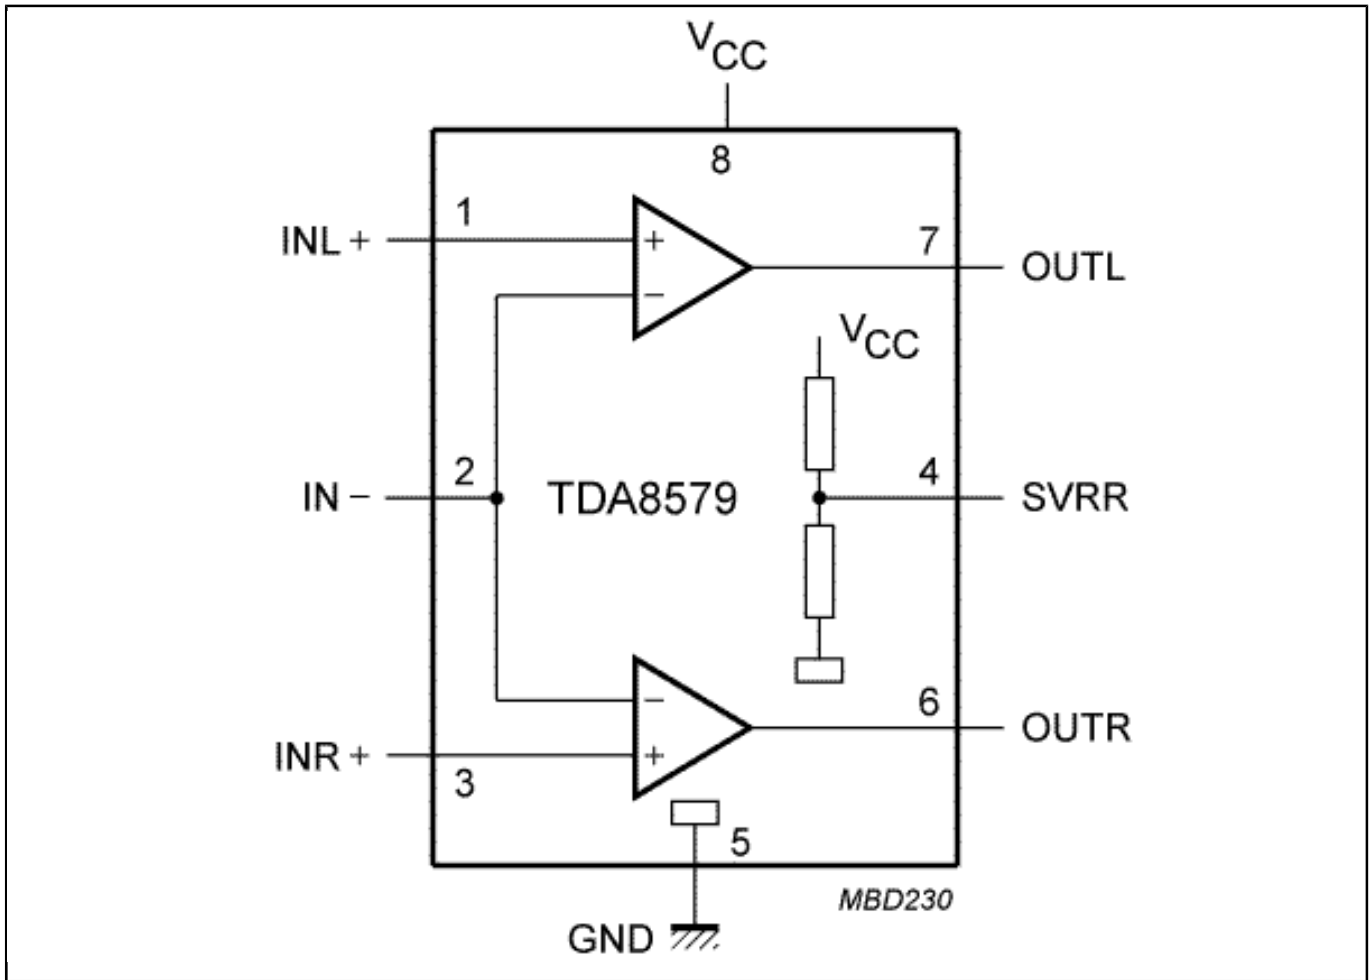 VCC
8
1
INL +
+
−
7
OUTL
VCC
2
IN −
TDA8579
4
SVRR
−
+
6
OUTR
INR +
3
5
MBD230
GND